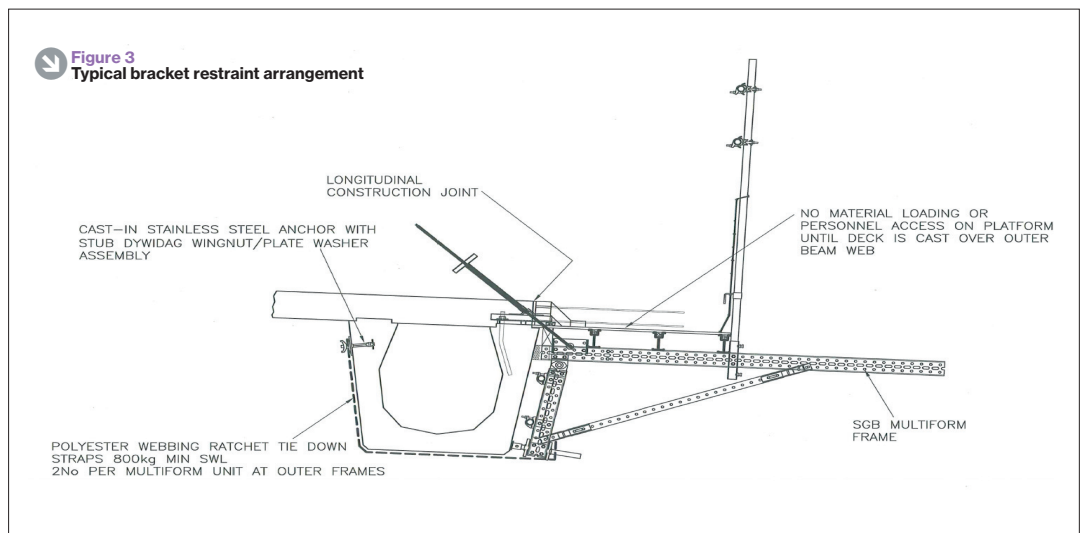 Figure 3
Typical bracket restraint arrangement
LONGITUDINAL
CONSTRUCTION JOINT
CAST-IN STAINLESS STEEL ANCHOR WITH
STUB DYWIDAG WINGNUT/PLATE WASHER
ASSEMBLY
NO MATERIAL LOADING OR
PERSONNEL ACCESS ON PLATFORM
UNTIL DECK IS CAST OVER OUTER
BEAM WEB
SGB MULTIFORM
FRAME
POLYESTER WEBBING RATCHET TIE DOWN
STRAPS 800kg MIN SWL
2No PER MULTIFORM UNIT AT OUTER FRAMES